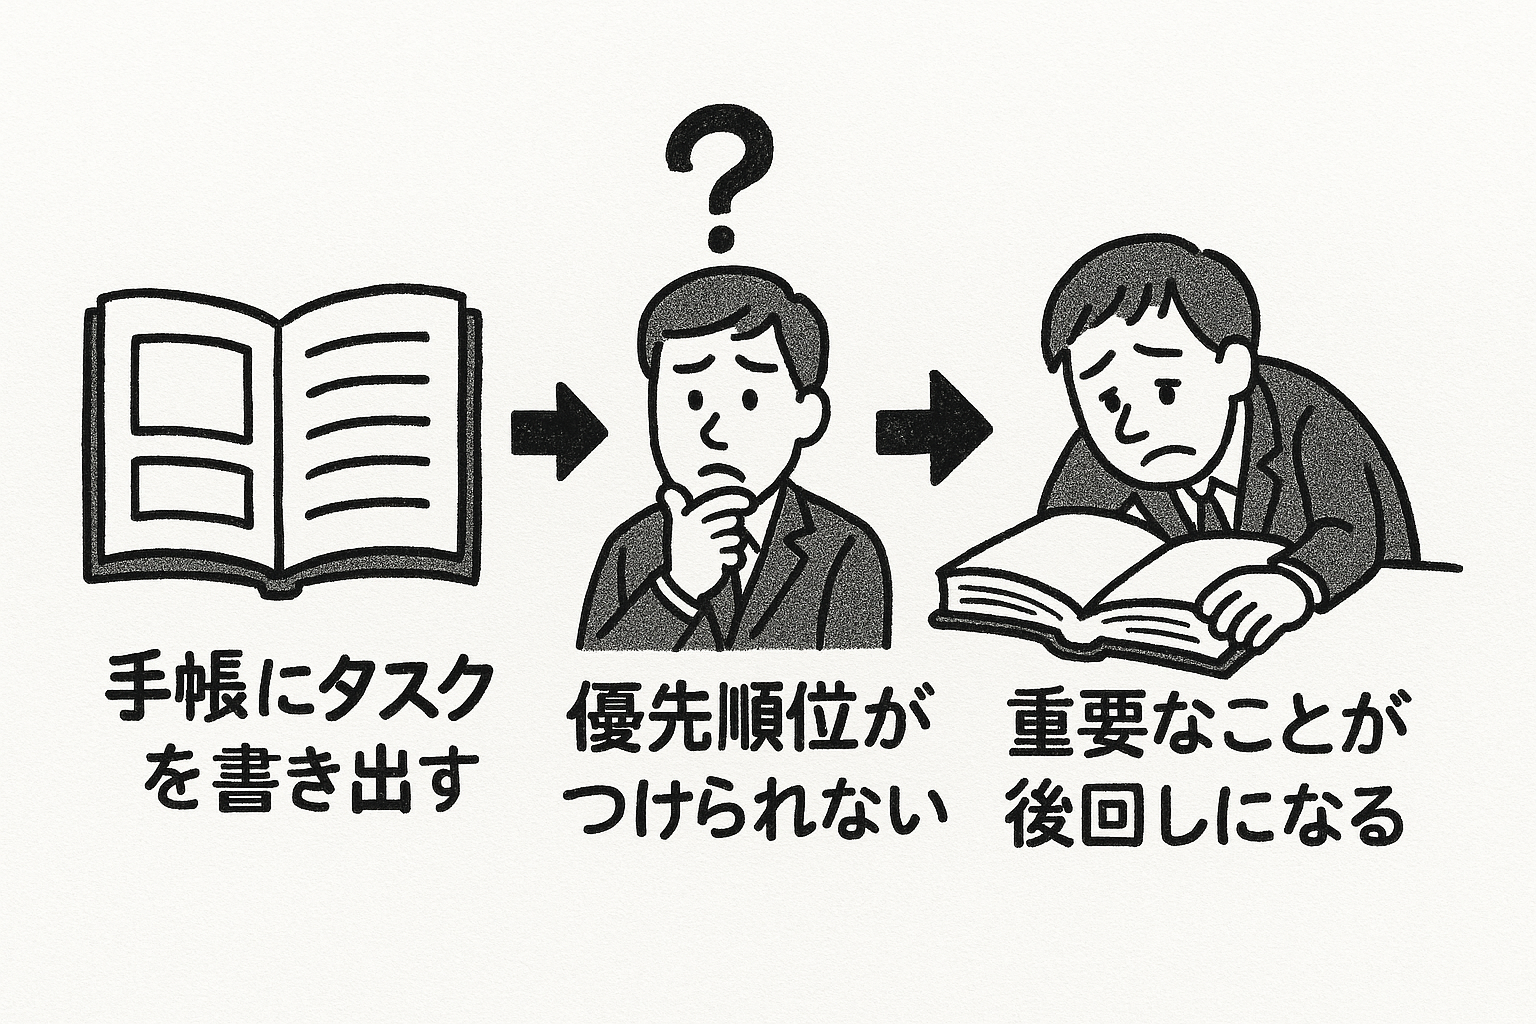 ?
手帳にタスク
を書き出す
優先順位が
つけられない
重要なことが
後回しになる